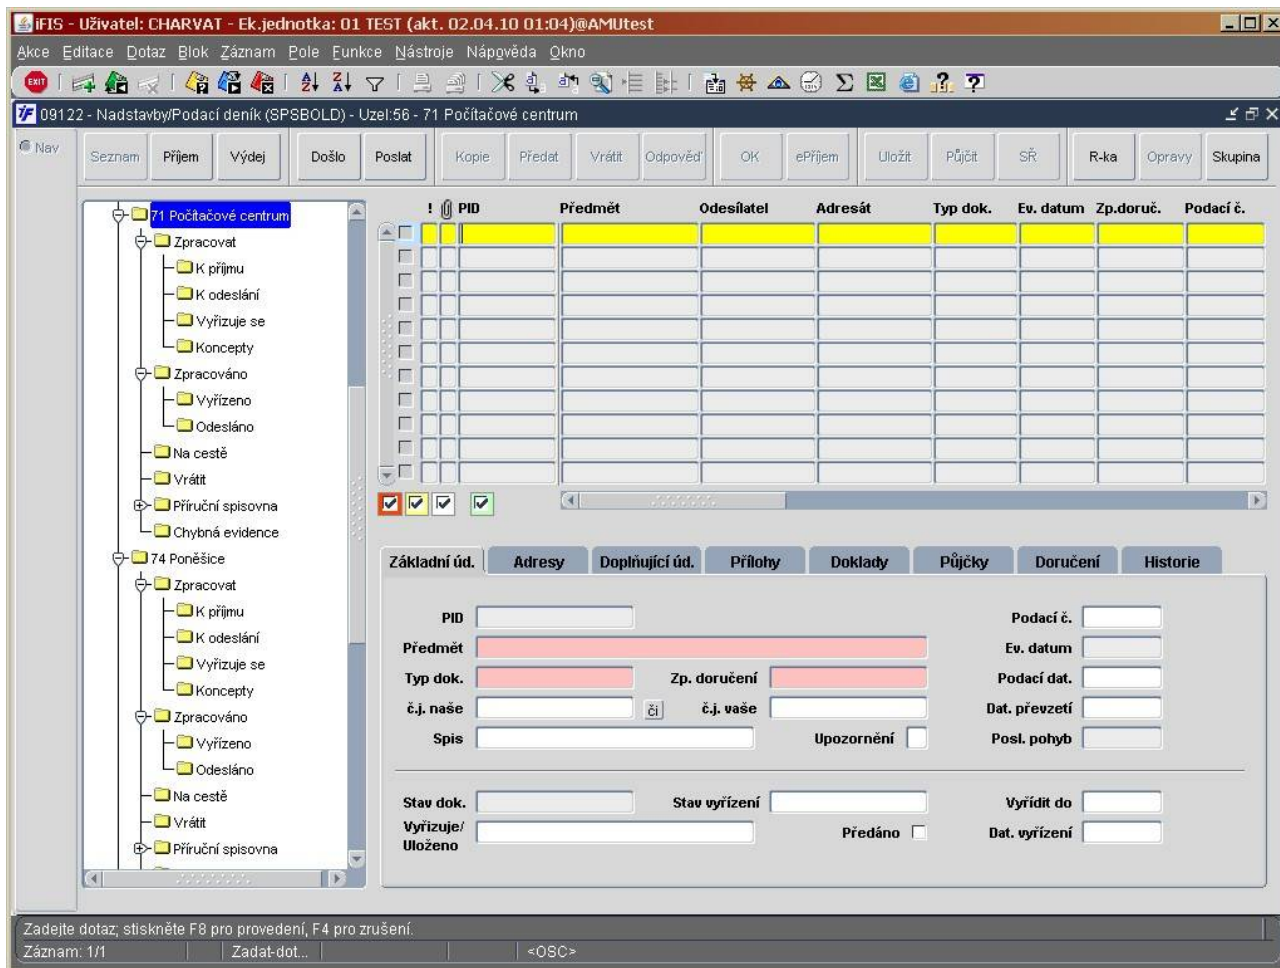 iFIS - Uživatel: CHARVAT - Ek.jednotka: 01 TEST (akt. 02.04.10 01:04)@AMUtest
Akce Editace Dotaz Blok Záznam Pole Funkce Nástroje Nápověda Okno
EXIT
09122 - Nadstavby/Podací deník (SPSBOLD) - Uzel:56 - 71 Počítačové centrum
Nav
Seznam Příjem Výdej Došlo Poslat Kopie Předat Vrátit Odpověď OK ePříjem Uložit Půjčit SŘ R-ka Opravy Skupina
71 Počítačové centrum
Zpracovat
K příjmu
K odeslání
Vyřizuje se
Koncepty
Zpracováno
Vyřízeno
Odesláno
Na cestě
Vrátit
Příruční spisovna
Chybná evidence
74 Poněšice
Zpracovat
K příjmu
K odeslání
Vyřizuje se
Koncepty
Zpracováno
Vyřízeno
Odesláno
Na cestě
Vrátit
Příruční spisovna
! PID Předmět Odesílatel Adresát Typ dok. Ev. datum Zp.doruč. Podací č.
Základní úd. Adresy Doplňující úd. Přílohy Doklady Půjčky Doručení Historie
PID Podací č.
Předmět Ev. datum
Typ dok. Zp. doručení Podací dat.
č.j. naše či č.j. vaše Dat. převzetí
Spis Upozornění Posl. pohyb
Stav dok. Stav vyřízení Vyřídit do
Vyřizuje/
Uloženo Předáno Dat. vyřízení
Zadejte dotaz; stiskněte F8 pro provedení, F4 pro zrušení.
Záznam: 1/1 Zadat-dot... <OSC>